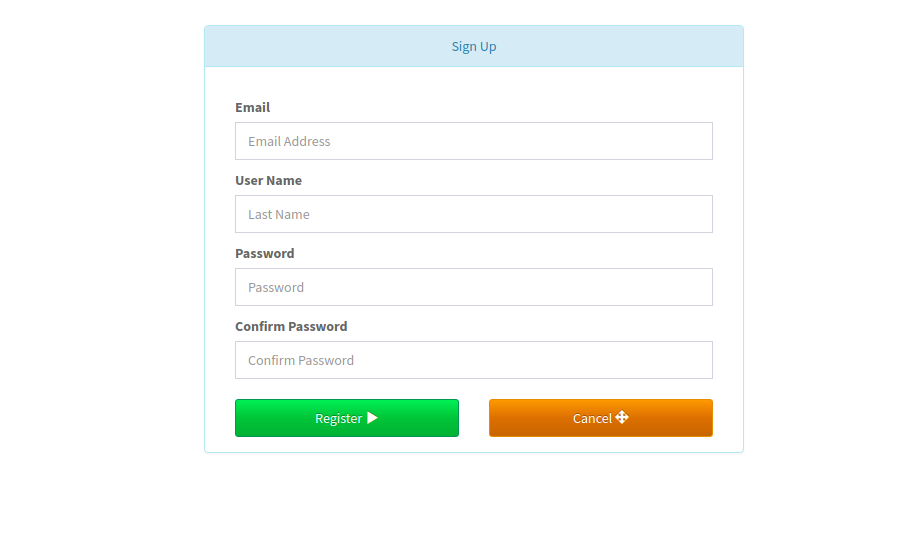 Sign Up
Email
Email Address
User Name
Last Name
Password
Password
Confirm Password
Confirm Password
Register
Cancel